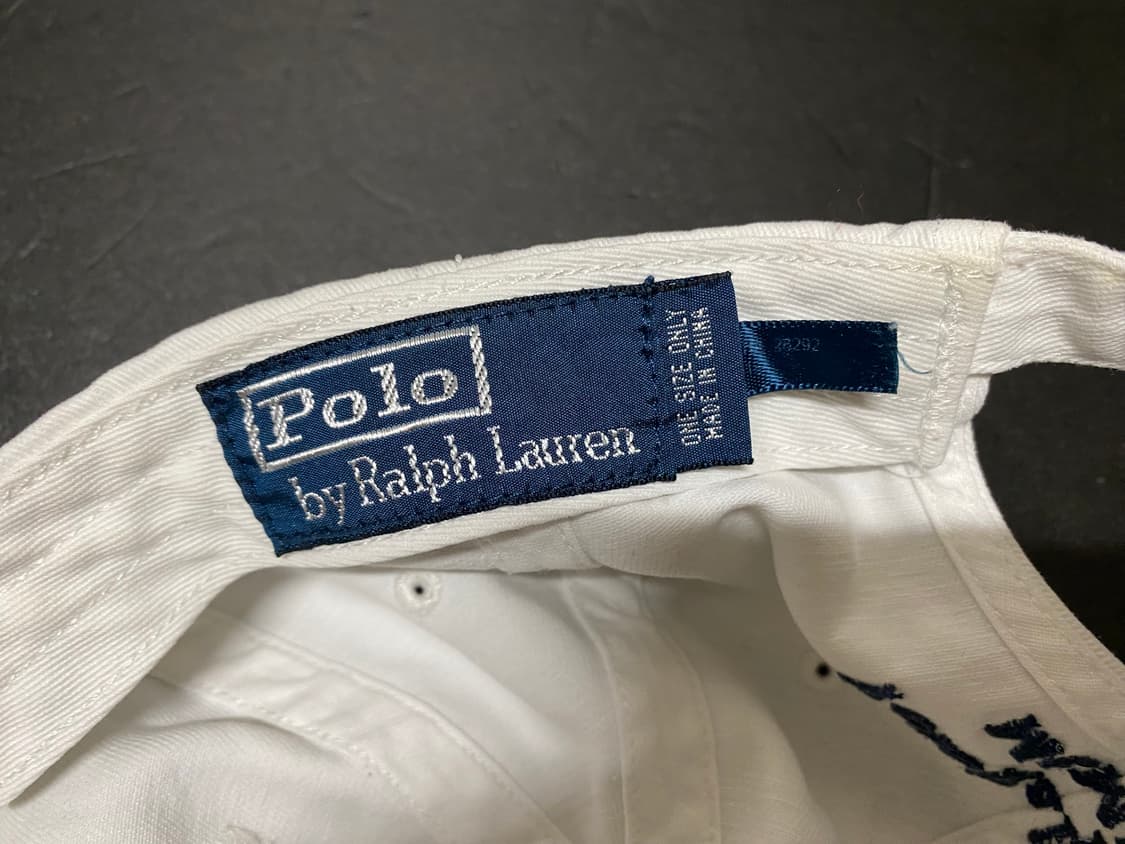 Polo
by Ralph Lauren
ONE SIZE ONLY
MADE IN CHINA